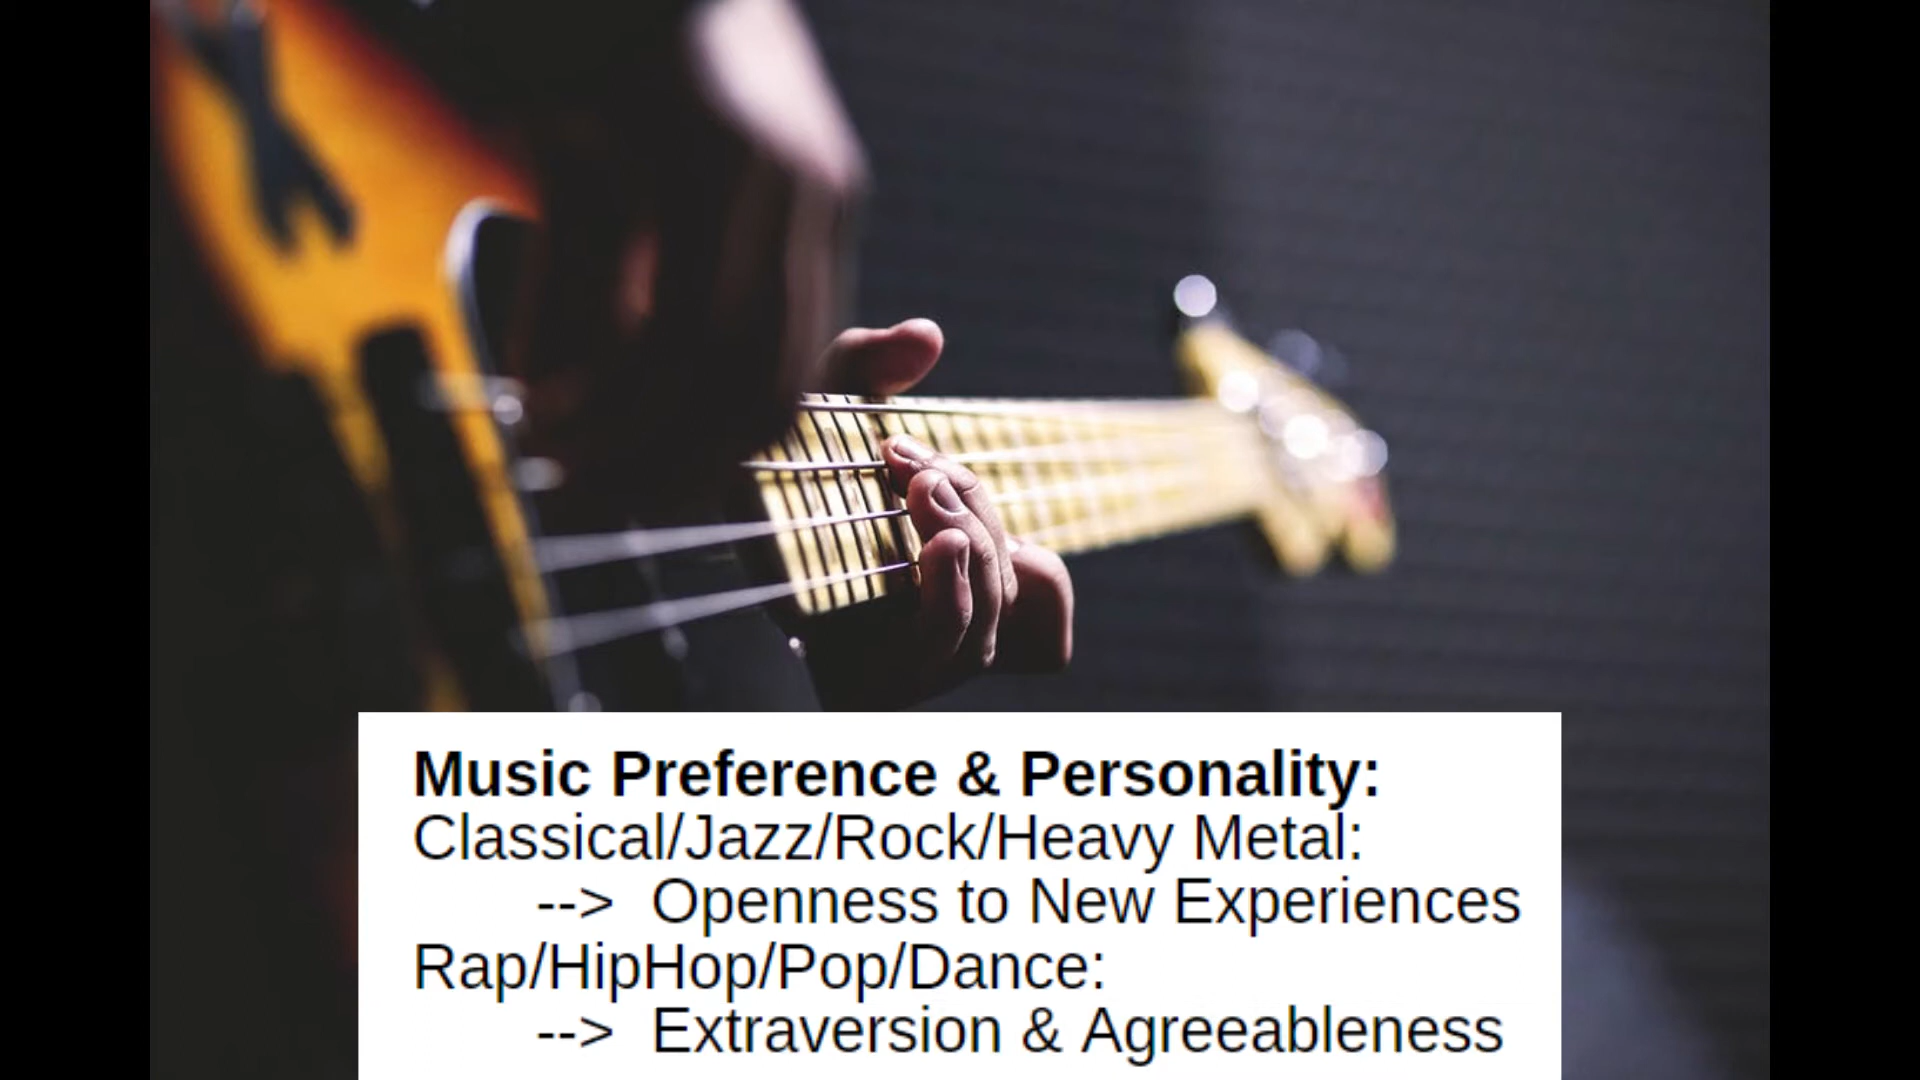 Music Preference & Personality:
Classical/Jazz/Rock/Heavy Metal:
--> Openness to New Experiences
Rap/HipHop/Pop/Dance:
--> Extraversion & Agreeableness